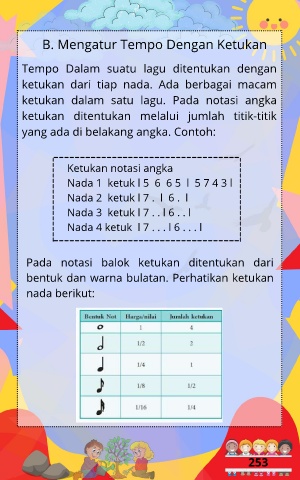 B. Mengatur Tempo Dengan Ketukan
Tempo Dalam suatu lagu ditentukan dengan
ketukan dari tiap nada. Ada berbagai macam
ketukan dalam satu lagu. Pada notasi angka
ketukan ditentukan melalui jumlah titik-titik
yang ada di belakang angka. Contoh:
Ketukan notasi angka
Nada 1 ketuk l 5 6 6 5 l 5 7 4 3 l
Nada 2 ketuk l 7 . l 6 . l
Nada 3 ketuk l 7 . . l 6 . . l
Nada 4 ketuk l 7 . . . l 6 . . . l
Pada notasi balok ketukan ditentukan dari
bentuk dan warna bulatan. Perhatikan ketukan
nada berikut:
Bentuk Not Harga/nilai Jumlah ketukan
1 4
1/2 2
1/4 1
1/8 1/2
1/16 1/4
253